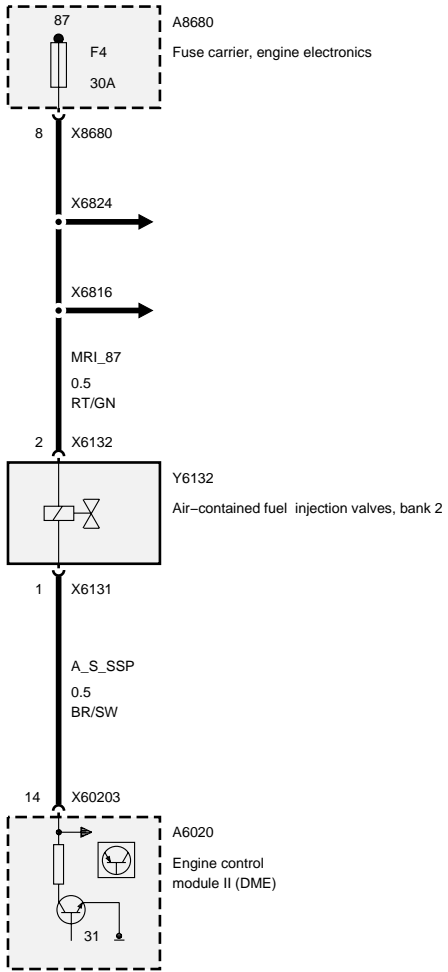 87
A8680
F4
Fuse carrier, engine electronics
30A
8 X8680
X6824
X6816
MRI_87
0.5
RT/GN
2 X6132
Y6132
Air−contained fuel injection valves, bank 2
1 X6131
A_S_SSP
0.5
BR/SW
14 X60203
A6020
Engine control
module II (DME)
31